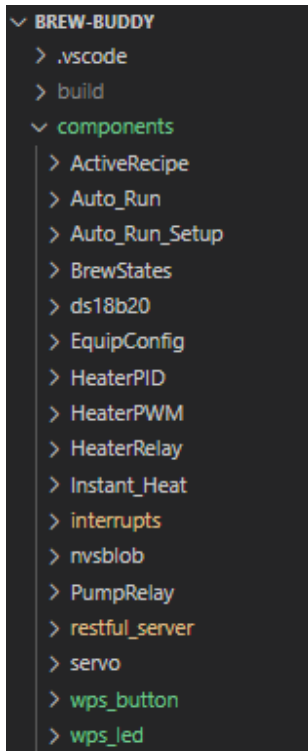 BREW-BUDDY
.vscode
build
components
ActiveRecipe
Auto_Run
Auto_Run_Setup
BrewStates
ds18b20
EquipConfig
HeaterPID
HeaterPWM
HeaterRelay
Instant_Heat
interrupts
nvsblob
PumpRelay
restful_server
servo
wps_button
wps_led